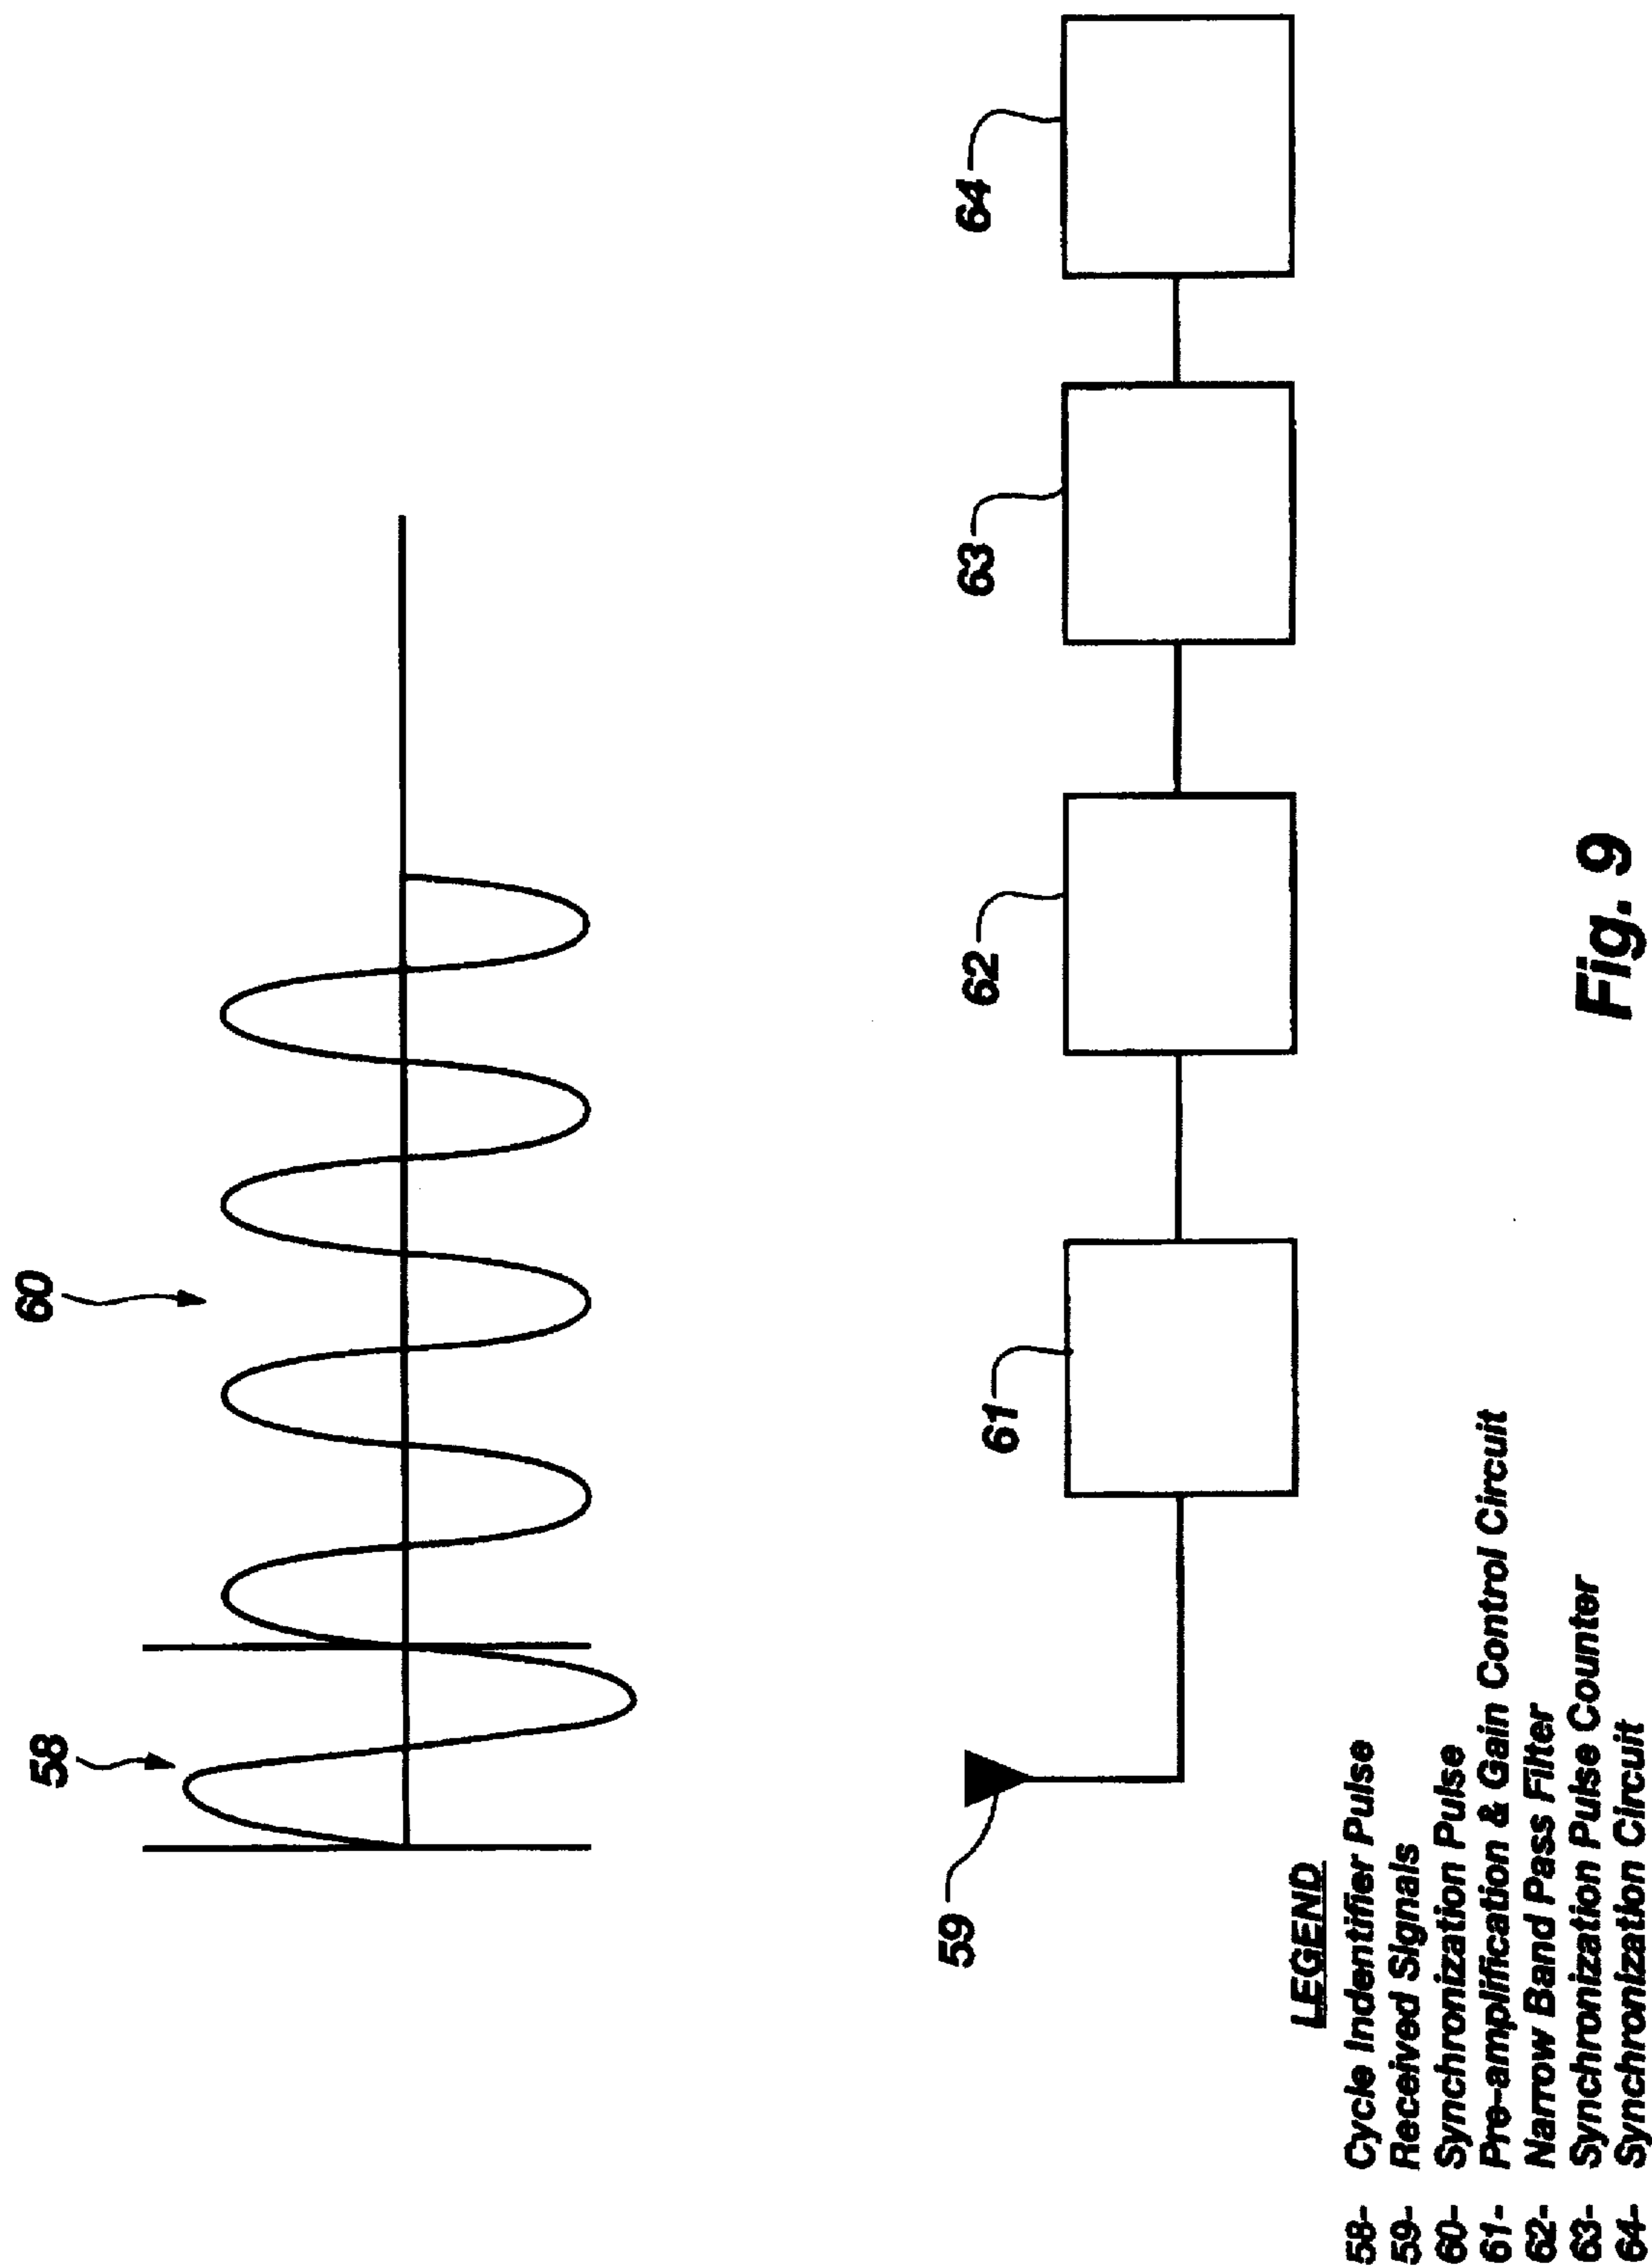 58
60
59
61
62
63
64
LEGEND
58- Cycle Indentifier Pulse
59- Received Signals
60- Synchronization Pulse
61- Pre-amplification & Gain Control Circuit
62- Narrow Band Pass Filter
63- Synchronization Pulse Counter
64- Synchronization Circuit
Fig. 9